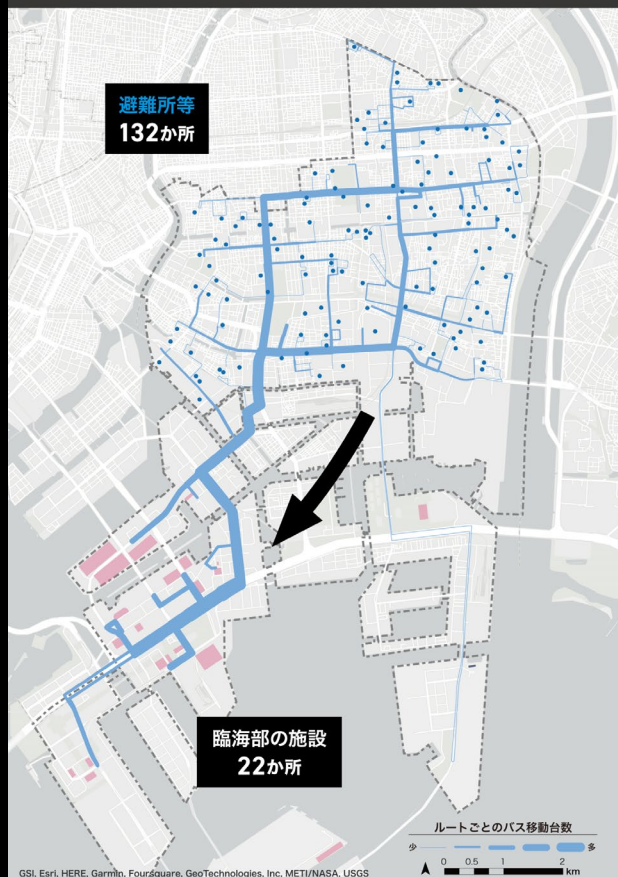 避難所等
132か所
臨海部の施設
22か所
ルートごとのバス移動台数
少 多
0 0.5 1 2
km
GSI, Esri, HERE, Garmin, Foursquare, GeoTechnologies, Inc, METI/NASA, USGS